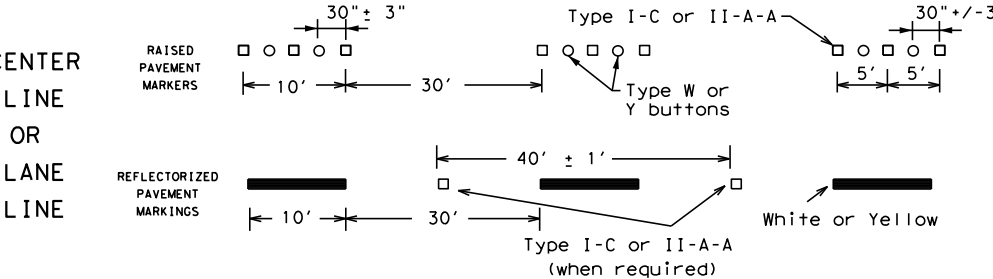 30"± 3"
Type I-C or II-A-A
30"+/-3
CENTER
LINE
OR
LANE
LINE
RAISED
PAVEMENT
MARKERS
10'
30'
5'
5'
Type W or
Y buttons
40' ± 1'
REFLECTORIZED
PAVEMENT
MARKINGS
10'
30'
White or Yellow
Type I-C or II-A-A
(when required)